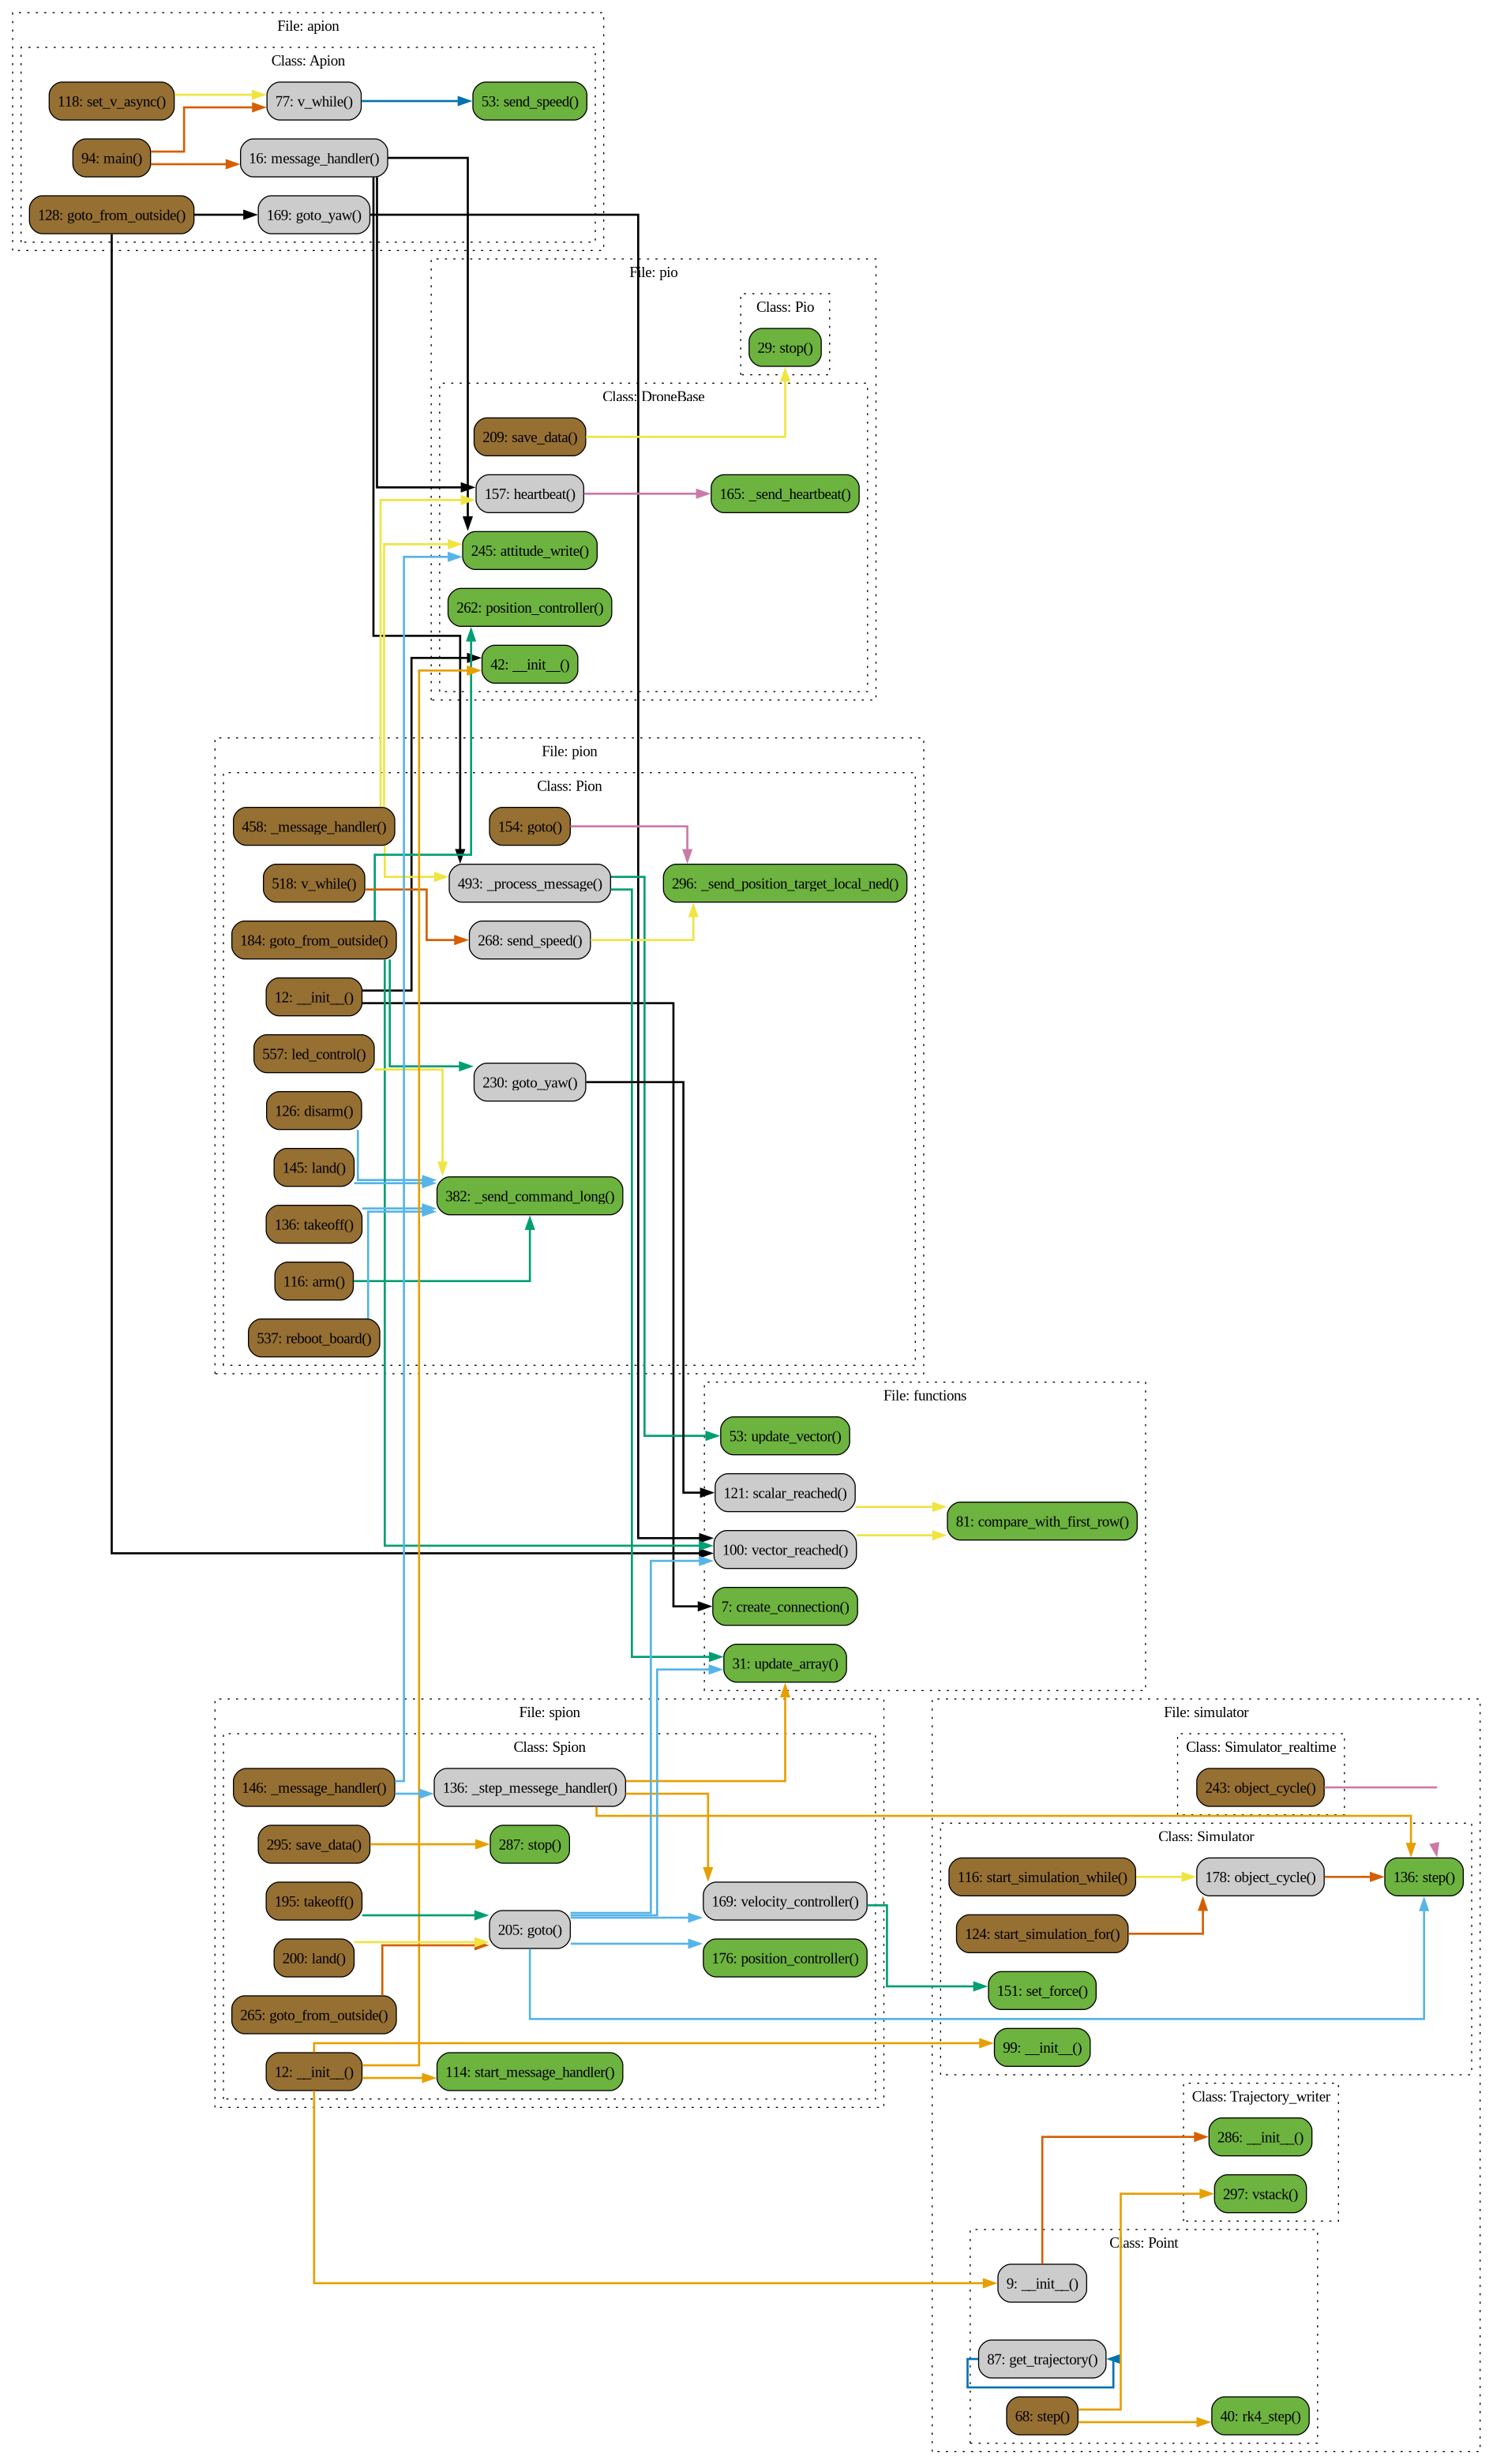 File: apion
Class: Apion
118: set_v_async()
77: v_while()
53: send_speed()
94: main()
16: message_handler()
128: goto_from_outside()
169: goto_yaw()
File: pio
Class: Pio
29: stop()
Class: DroneBase
209: save_data()
157: heartbeat()
165: _send_heartbeat()
245: attitude_write()
262: position_controller()
42: __init__()
File: pion
Class: Pion
458: _message_handler()
154: goto()
518: v_while()
493: _process_message()
296: _send_position_target_local_ned()
184: goto_from_outside()
268: send_speed()
12: __init__()
557: led_control()
230: goto_yaw()
126: disarm()
145: land()
382: _send_command_long()
136: takeoff()
116: arm()
537: reboot_board()
File: functions
53: update_vector()
121: scalar_reached()
81: compare_with_first_row()
100: vector_reached()
7: create_connection()
31: update_array()
File: spion
Class: Spion
146: _message_handler()
136: _step_messege_handler()
295: save_data()
287: stop()
195: takeoff()
169: velocity_controller()
205: goto()
200: land()
176: position_controller()
265: goto_from_outside()
12: __init__()
114: start_message_handler()
File: simulator
Class: Simulator_realtime
243: object_cycle()
Class: Simulator
116: start_simulation_while()
178: object_cycle()
136: step()
124: start_simulation_for()
151: set_force()
99: __init__()
Class: Trajectory_writer
286: __init__()
297: vstack()
Class: Point
9: __init__()
87: get_trajectory()
68: step()
40: rk4_step()